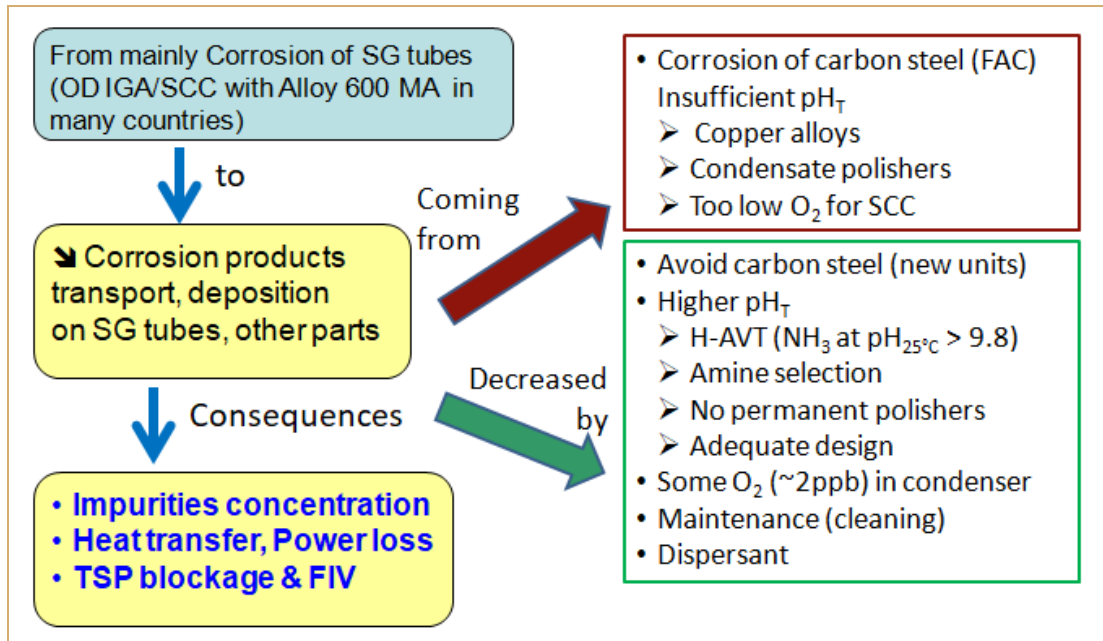 From mainly Corrosion of SG tubes
(OD IGA/SCC with Alloy 600 MA in
many countries)
to
➘ Corrosion products
transport, deposition
on SG tubes, other parts
Consequences
• Impurities concentration
• Heat transfer, Power loss
• TSP blockage & FIV
Coming
from
• Corrosion of carbon steel (FAC)
Insufficient pH_T
➢ Copper alloys
➢ Condensate polishers
➢ Too low O₂ for SCC
Decreased
by
• Avoid carbon steel (new units)
• Higher pH_T
➢ H-AVT (NH₃ at pH₂₅°C > 9.8)
➢ Amine selection
➢ No permanent polishers
➢ Adequate design
• Some O₂ (~2ppb) in condenser
• Maintenance (cleaning)
• Dispersant